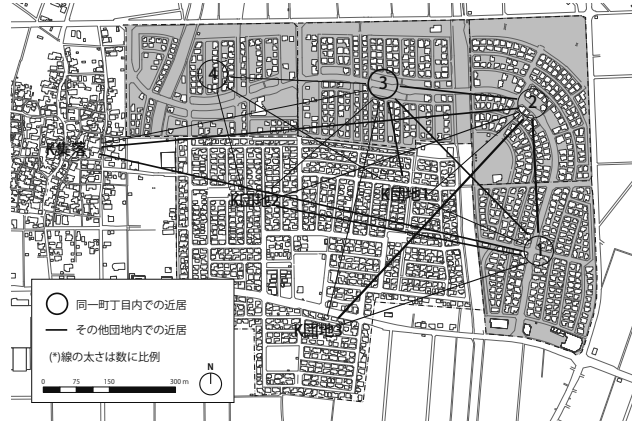 4
3
2
K集落
K団地1
K団地2
1
K団地3
同一町丁目内での近居
その他団地内での近居
(*)線の太さは数に比例
N
0 75 150 300 m